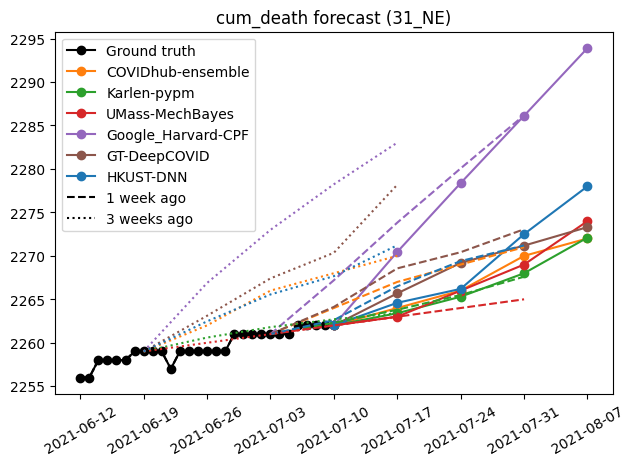 cum_death forecast (31_NE)
2295
2290
2285
2280
2275
2270
2265
2260
2255
Ground truth
COVIDhub-ensemble
Karlen-pypm
UMass-MechBayes
Google_Harvard-CPF
GT-DeepCOVID
HKUST-DNN
1 week ago
3 weeks ago
2021-06-12
2021-06-19
2021-06-26
2021-07-03
2021-07-10
2021-07-17
2021-07-24
2021-07-31
2021-08-07